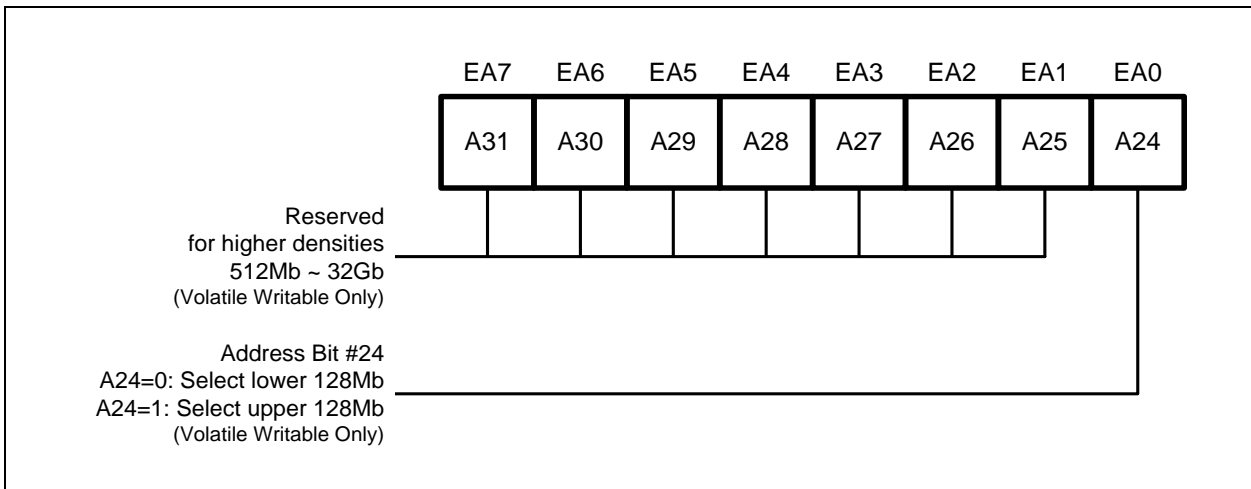 EA7 EA6 EA5 EA4 EA3 EA2 EA1 EA0
A31 A30 A29 A28 A27 A26 A25 A24
Reserved
for higher densities
512Mb ~ 32Gb
(Volatile Writable Only)
Address Bit #24
A24=0: Select lower 128Mb
A24=1: Select upper 128Mb
(Volatile Writable Only)